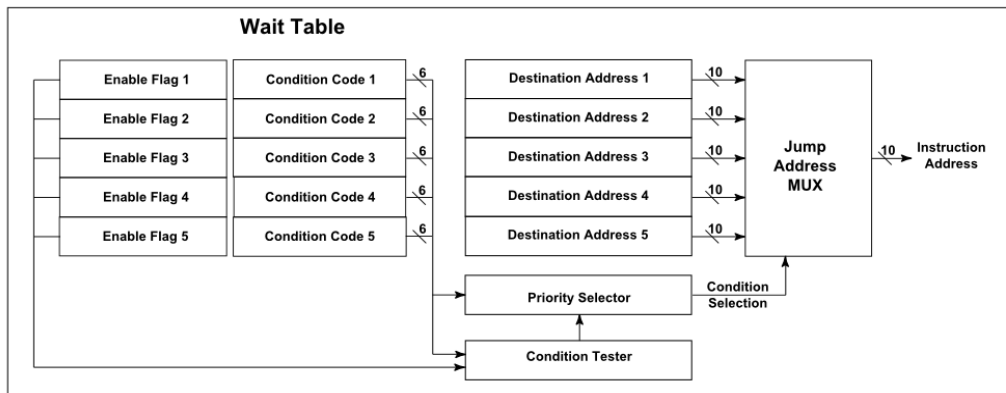 Wait Table
Enable Flag 1
Condition Code 1
6
Destination Address 1
10
Enable Flag 2
Condition Code 2
6
Destination Address 2
10
Enable Flag 3
Condition Code 3
6
Destination Address 3
10
Enable Flag 4
Condition Code 4
6
Destination Address 4
10
Enable Flag 5
Condition Code 5
6
Destination Address 5
10
Jump
Address
MUX
10
Instruction
Address
Priority Selector
Condition
Selection
Condition Tester